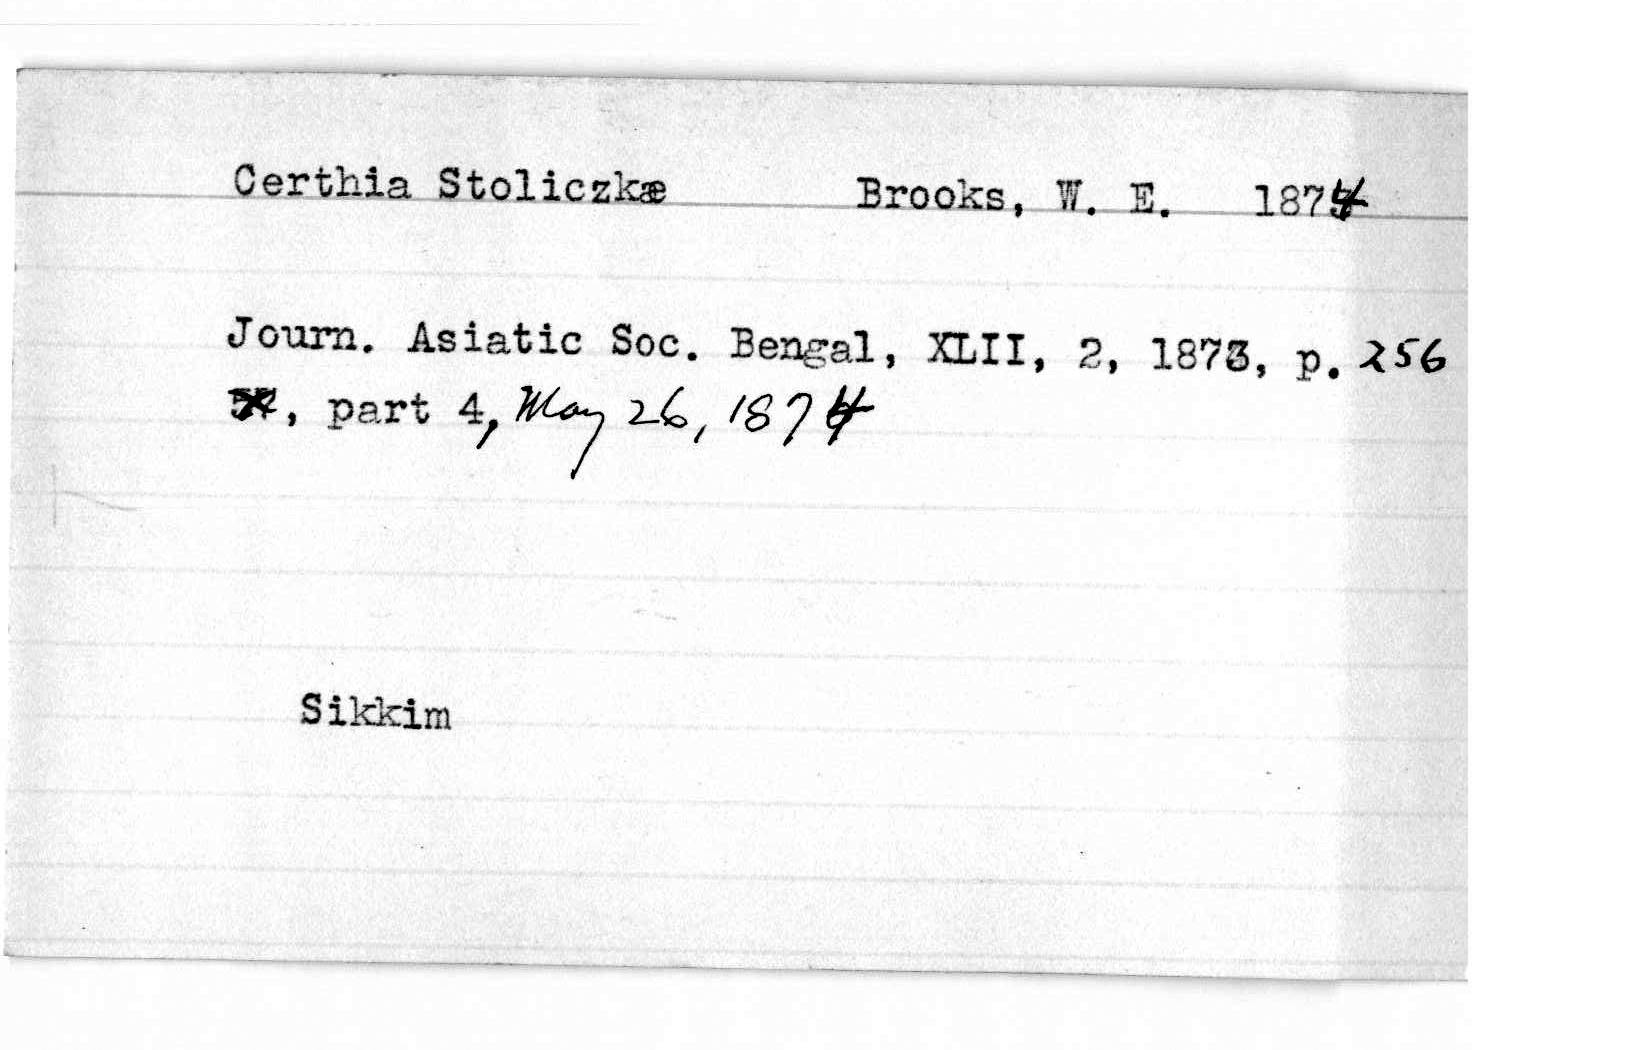 Certhia Stoliczkæ Brooks, W. E. 1874
Journ. Asiatic Soc. Bengal, XLII, 2, 1873, p. 256
, part 4, May 26, 1874
Sikkim